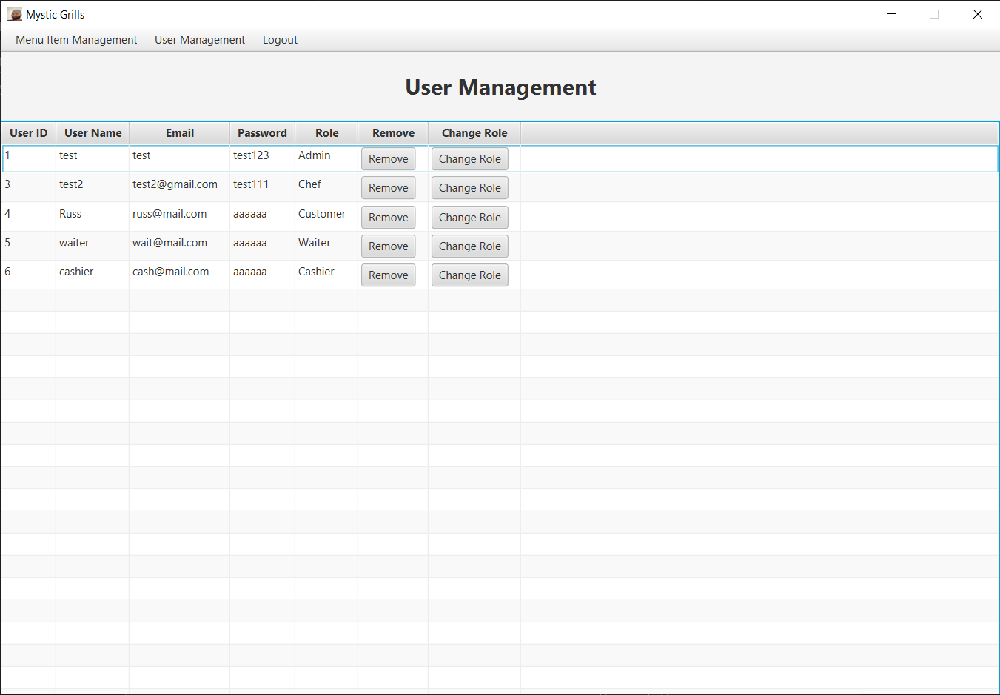 Mystic Grills
Menu Item Management User Management Logout
User Management
User ID User Name Email Password Role Remove Change Role
1 test test test123 Admin Remove Change Role
3 test2 test2@gmail.com test111 Chef Remove Change Role
4 Russ russ@mail.com aaaaaa Customer Remove Change Role
5 waiter wait@mail.com aaaaaa Waiter Remove Change Role
6 cashier cash@mail.com aaaaaa Cashier Remove Change Role